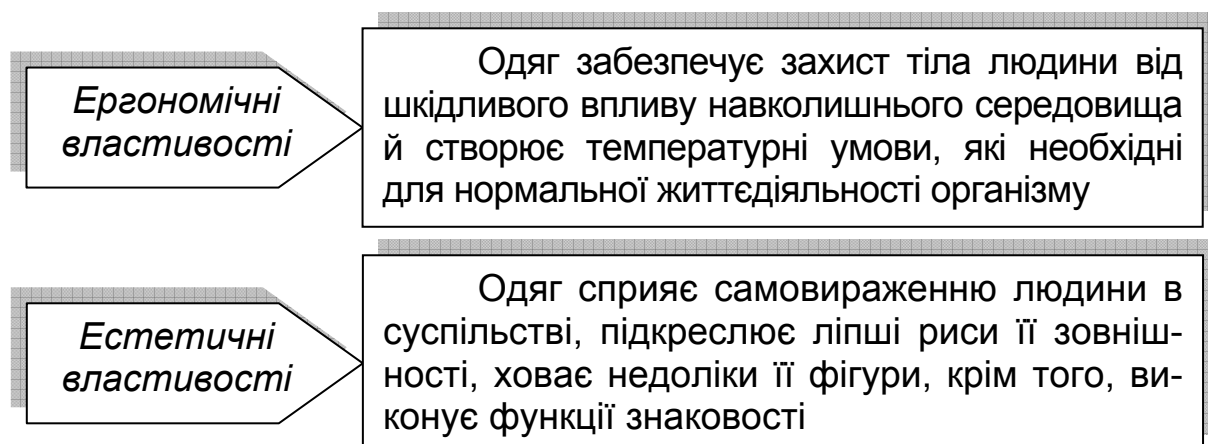 Ергономічні
властивості
Одяг забезпечує захист тіла людини від
шкідливого впливу навколишнього середовища
й створює температурні умови, які необхідні
для нормальної життєдіяльності організму
Естетичні
властивості
Одяг сприяє самовираженню людини в
суспільстві, підкреслює ліпші риси її зовніш-
ності, ховає недоліки її фігури, крім того, ви-
конує функції знаковості